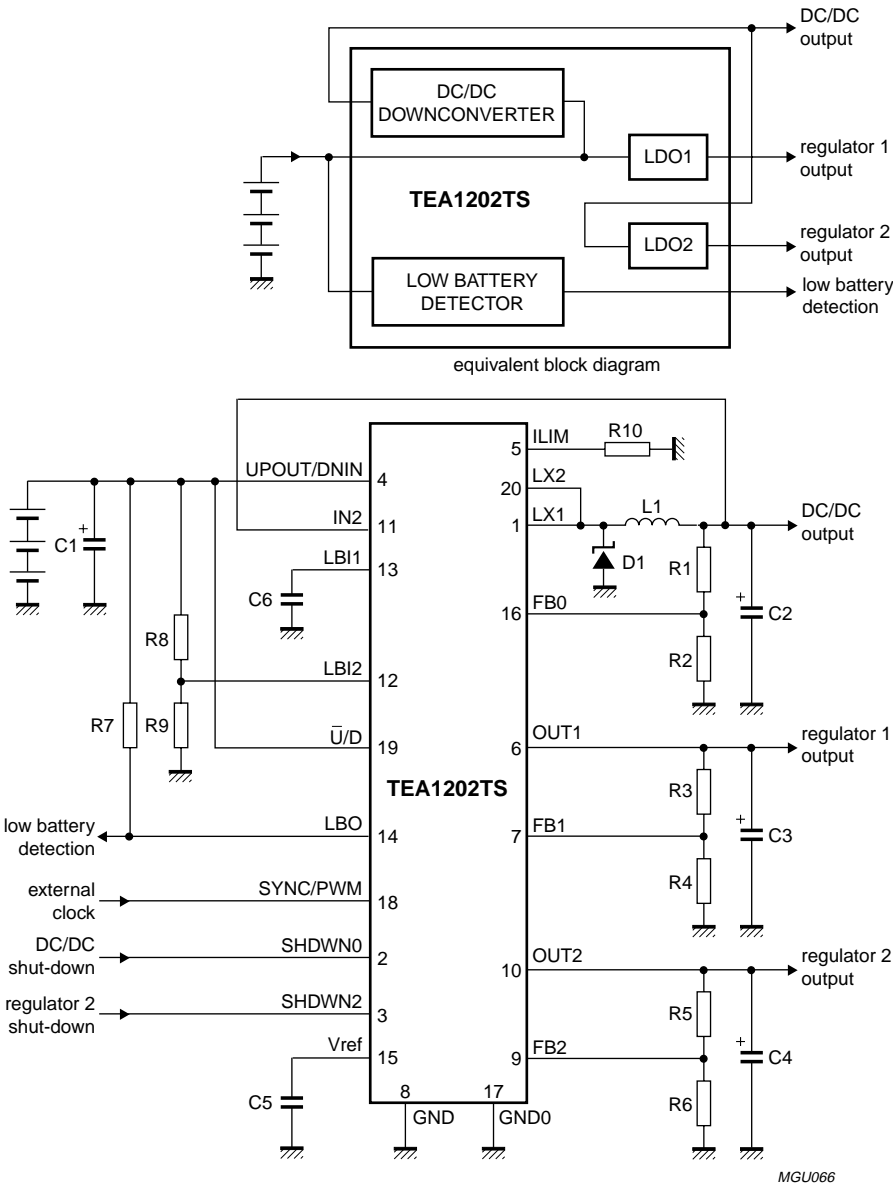 DC/DC
output
DC/DC
DOWNCONVERTER
LDO1
regulator 1
output
TEA1202TS
LDO2
regulator 2
output
LOW BATTERY
DETECTOR
low battery
detection
equivalent block diagram
ILIM
R10
5
UPOUT/DNIN
4
LX2
20
IN2
11
LX1
1
L1
DC/DC
output
C1
+
LBI1
13
C6
D1
R1
FB0
16
+
C2
R8
R2
LBI2
12
R7
R9
U̅/D
19
OUT1
6
regulator 1
output
TEA1202TS
R3
low battery
detection
LBO
14
FB1
7
+
C3
R4
external
clock
SYNC/PWM
18
DC/DC
shut-down
SHDWN0
2
OUT2
10
regulator 2
output
regulator 2
shut-down
SHDWN2
3
R5
Vref
15
FB2
9
+
C4
C5
R6
8
GND
17
GND0
MGU066